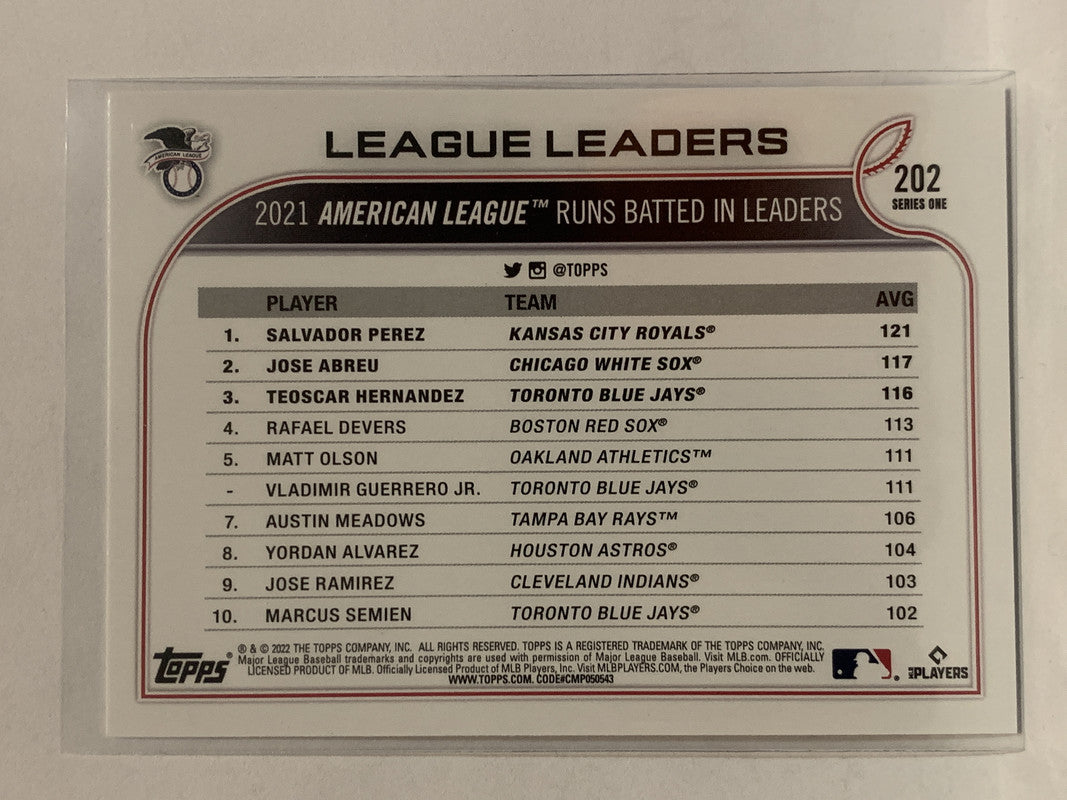 AMERICAN LEAGUE
LEAGUE LEADERS
202
SERIES ONE
2021 AMERICAN LEAGUE™ RUNS BATTED IN LEADERS
@TOPPS
PLAYER TEAM AVG
1. SALVADOR PEREZ KANSAS CITY ROYALS® 121
2. JOSE ABREU CHICAGO WHITE SOX® 117
3. TEOSCAR HERNANDEZ TORONTO BLUE JAYS® 116
4. RAFAEL DEVERS BOSTON RED SOX® 113
5. MATT OLSON OAKLAND ATHLETICS™ 111
- VLADIMIR GUERRERO JR. TORONTO BLUE JAYS® 111
7. AUSTIN MEADOWS TAMPA BAY RAYS™ 106
8. YORDAN ALVAREZ HOUSTON ASTROS® 104
9. JOSE RAMIREZ CLEVELAND INDIANS® 103
10. MARCUS SEMIEN TORONTO BLUE JAYS® 102
® & © 2022 THE TOPPS COMPANY, INC. ALL RIGHTS RESERVED. TOPPS IS A REGISTERED TRADEMARK OF THE TOPPS COMPANY, INC.
Major League Baseball trademarks and copyrights are used with permission of Major League Baseball. Visit MLB.com. OFFICIALLY
LICENSED PRODUCT OF MLB. Officially Licensed Product of MLB Players, Inc. Visit MLBPLAYERS.COM, the Players Choice on the web.
WWW.TOPPS.COM. CODE#CMP050543
Topps®
MLBPLAYERS